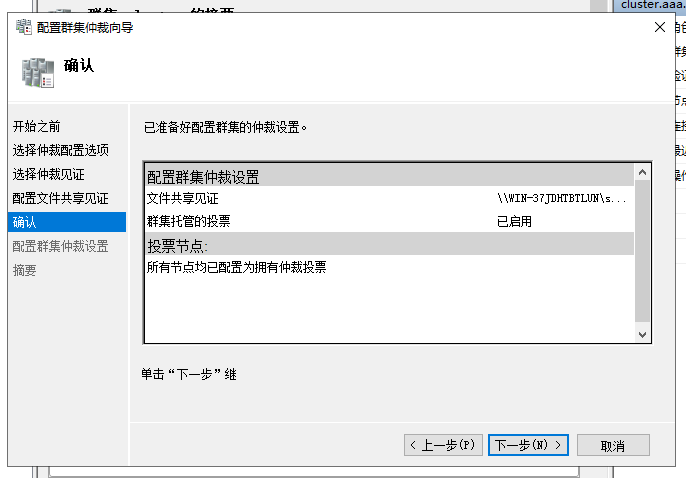 cluster.aaa.
配置群集仲裁向导
确认
开始之前
选择仲裁配置选项
选择仲裁见证
配置文件共享见证
确认
配置群集仲裁设置
摘要
已准备好配置群集的仲裁设置。
配置群集仲裁设置
文件共享见证 \\WIN-37JDHTBTLUN\s...
群集托管的投票 已启用
投票节点:
所有节点均已配置为拥有仲裁投票
单击“下一步”继
< 上一步(P) 下一步(N) > 取消